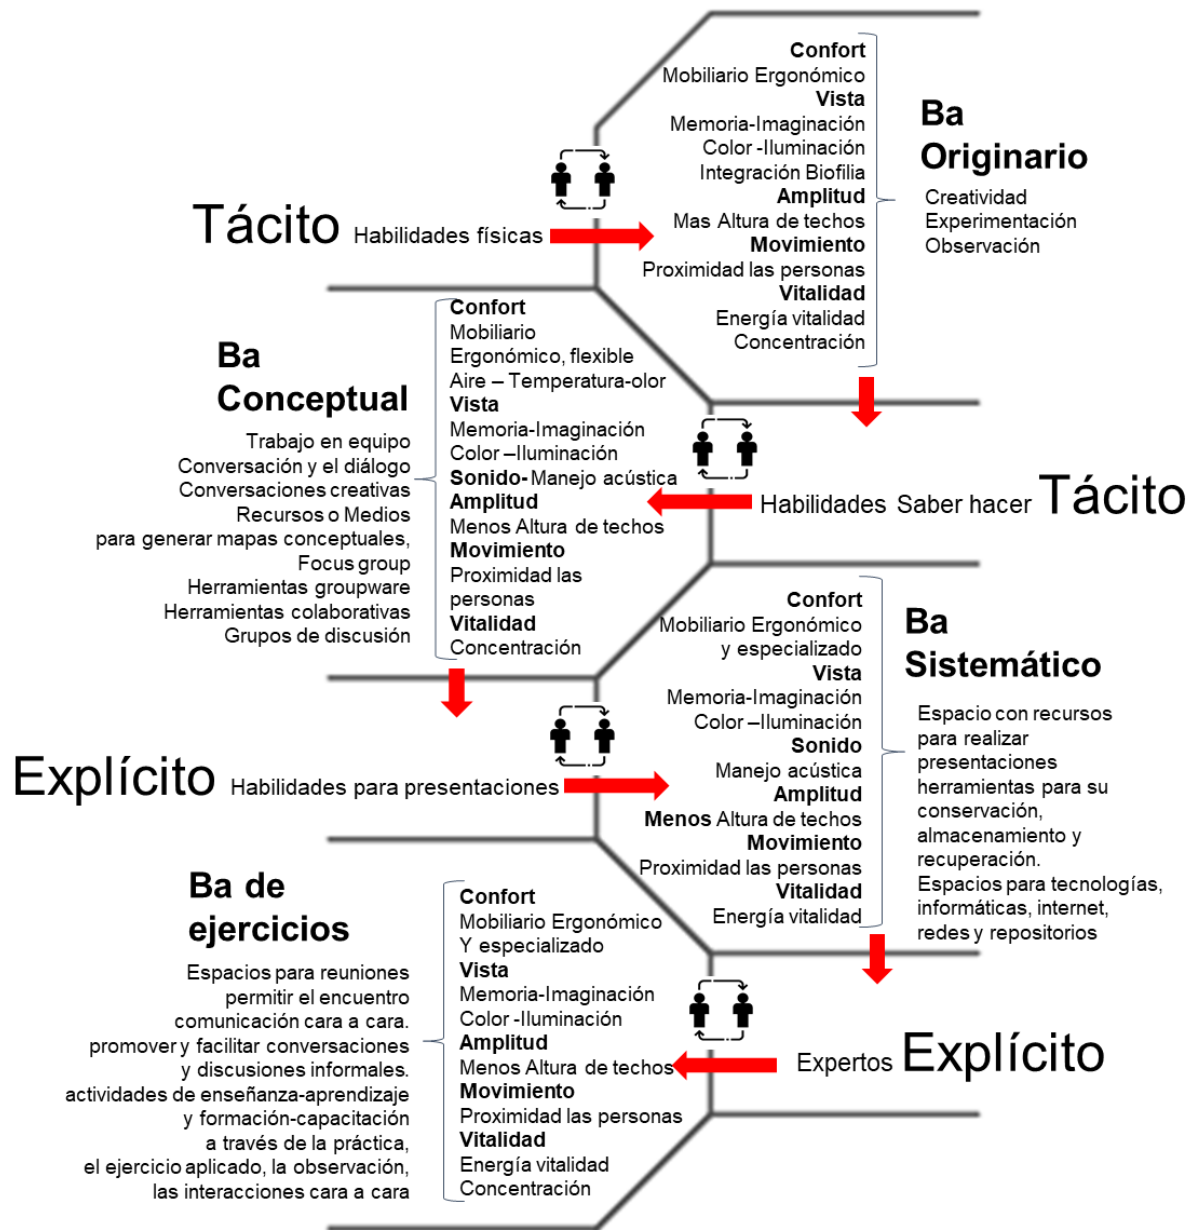 Confort
Mobiliario Ergonómico
Vista
Memoria-Imaginación
Color -Iluminación
Integración Biofilia
Amplitud
Mas Altura de techos
Movimiento
Proximidad las personas
Vitalidad
Energía vitalidad
Concentración
Ba
Originario
Creatividad
Experimentación
Observación
Tácito Habilidades físicas
Ba
Conceptual
Trabajo en equipo
Conversación y el diálogo
Conversaciones creativas
Recursos o Medios
para generar mapas conceptuales,
Focus group
Herramientas groupware
Herramientas colaborativas
Grupos de discusión
Confort
Mobiliario
Ergonómico, flexible
Aire – Temperatura-olor
Vista
Memoria-Imaginación
Color –Iluminación
Sonido- Manejo acústica
Amplitud
Menos Altura de techos
Movimiento
Proximidad las
personas
Vitalidad
Concentración
Habilidades Saber hacer Tácito
Confort
Mobiliario Ergonómico
y especializado
Vista
Memoria-Imaginación
Color –Iluminación
Sonido
Manejo acústica
Amplitud
Menos Altura de techos
Movimiento
Proximidad las personas
Vitalidad
Energía vitalidad
Ba
Sistemático
Espacio con recursos
para realizar
presentaciones
herramientas para su
conservación,
almacenamiento y
recuperación.
Espacios para tecnologías,
informáticas, internet,
redes y repositorios
Explícito Habilidades para presentaciones
Ba de
ejercicios
Espacios para reuniones
permitir el encuentro
comunicación cara a cara.
promover y facilitar conversaciones
y discusiones informales.
actividades de enseñanza-aprendizaje
y formación-capacitación
a través de la práctica,
el ejercicio aplicado, la observación,
las interacciones cara a cara
Confort
Mobiliario Ergonómico
Y especializado
Vista
Memoria-Imaginación
Color -Iluminación
Amplitud
Menos Altura de techos
Movimiento
Proximidad las personas
Vitalidad
Energía vitalidad
Concentración
Expertos Explícito